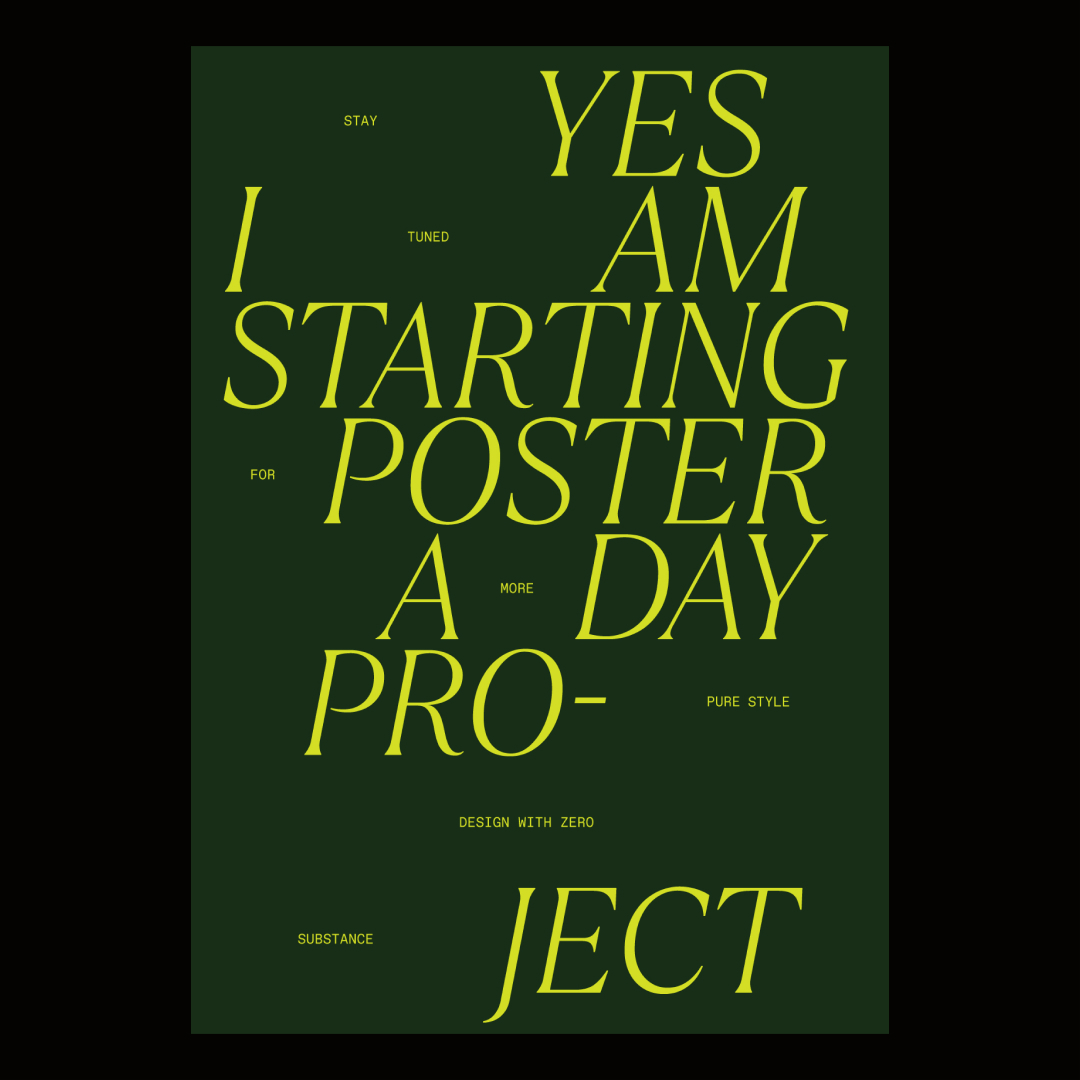 STAY YES
I TUNED AM
STARTING
FOR POSTER
A MORE DAY
PRO- PURE STYLE
DESIGN WITH ZERO
SUBSTANCE JECT